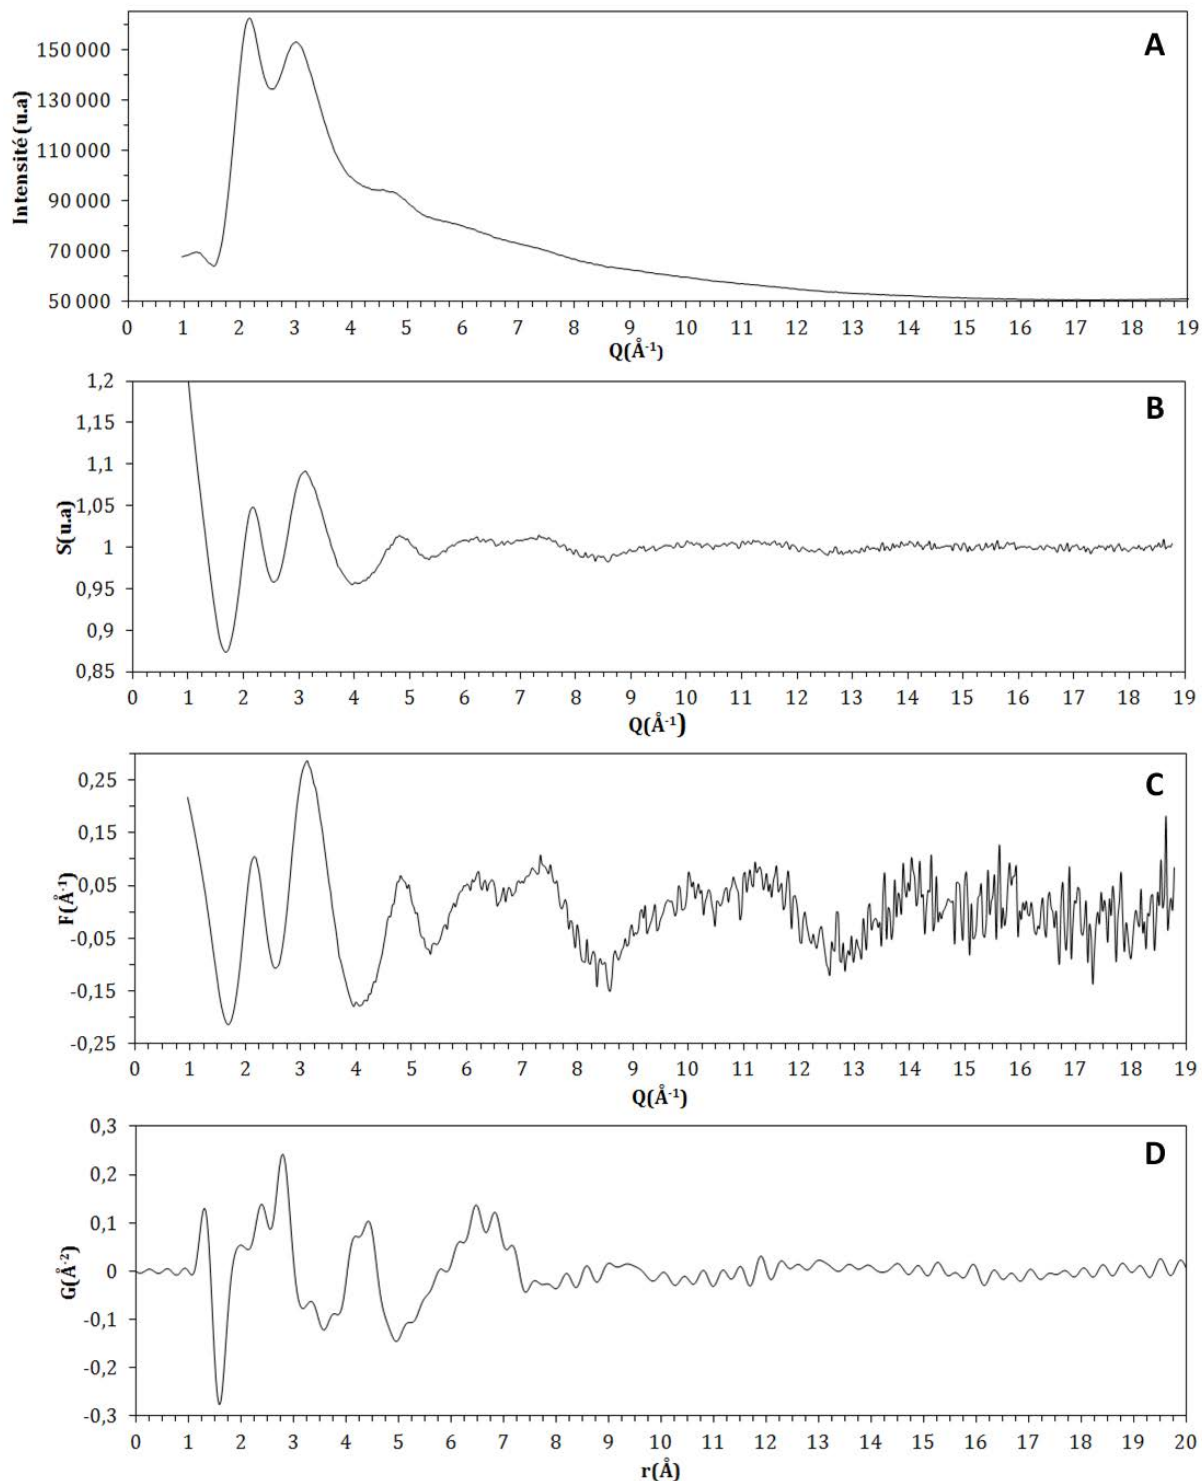 A
150 000
130 000
110 000
90 000
70 000
50 000
Intensité (u.a)
0 1 2 3 4 5 6 7 8 9 10 11 12 13 14 15 16 17 18 19
Q(Å⁻¹)
B
1,2
1,15
1,1
1,05
1
0,95
0,9
0,85
S(u.a)
0 1 2 3 4 5 6 7 8 9 10 11 12 13 14 15 16 17 18 19
Q(Å⁻¹)
C
0,25
0,15
0,05
-0,05
-0,15
-0,25
F(Å⁻¹)
0 1 2 3 4 5 6 7 8 9 10 11 12 13 14 15 16 17 18 19
Q(Å⁻¹)
D
0,3
0,2
0,1
0
-0,1
-0,2
-0,3
G(Å⁻²)
0 1 2 3 4 5 6 7 8 9 10 11 12 13 14 15 16 17 18 19 20
r(Å)